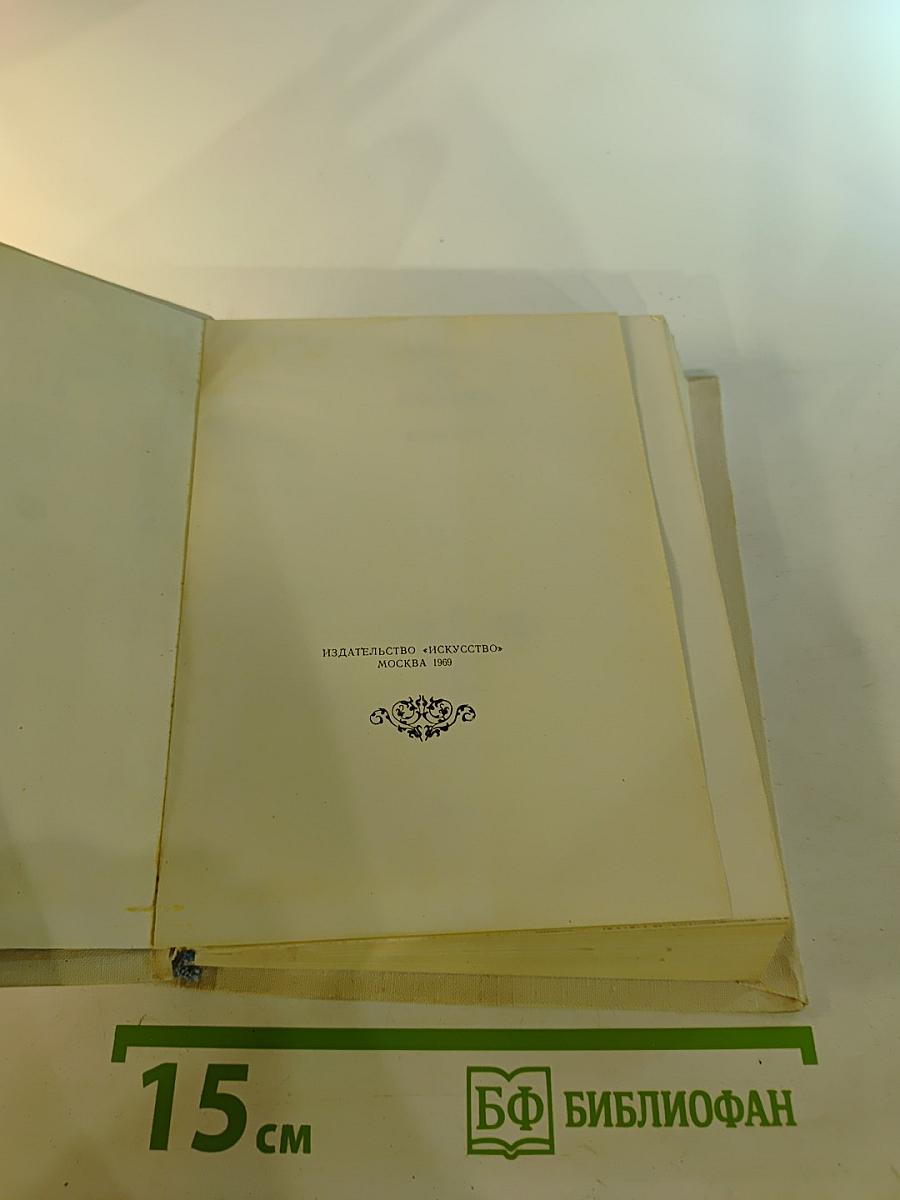 ИЗДАТЕЛЬСТВО «ИСКУССТВО»
МОСКВА 1969
15 см
БФ БИБЛИОФАН